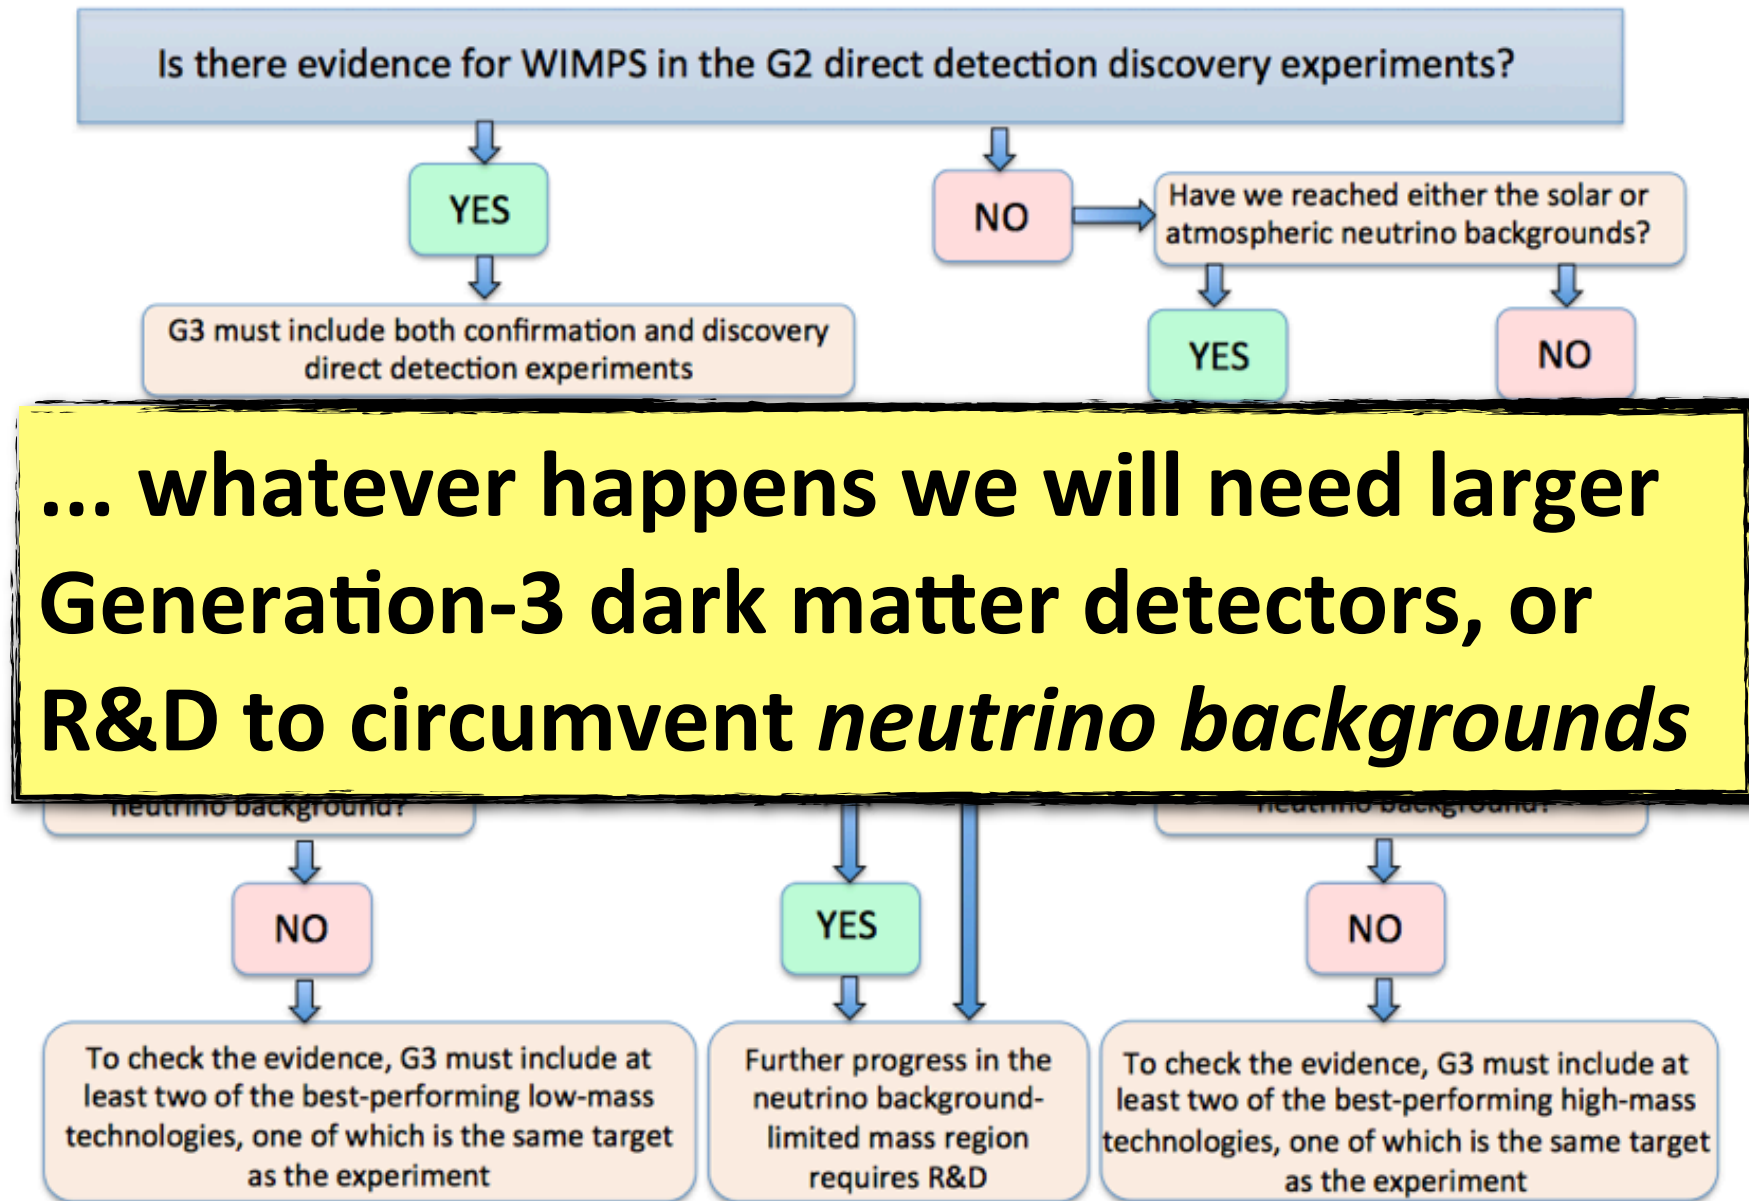 Is there evidence for WIMPS in the G2 direct detection discovery experiments?
YES
NO
Have we reached either the solar or
atmospheric neutrino backgrounds?
G3 must include both confirmation and discovery
direct detection experiments
YES
NO
... whatever happens we will need larger
Generation-3 dark matter detectors, or
R&D to circumvent neutrino backgrounds
neutrino background?
neutrino background?
NO
YES
NO
To check the evidence, G3 must include at
least two of the best-performing low-mass
technologies, one of which is the same target
as the experiment
Further progress in the
neutrino background-
limited mass region
requires R&D
To check the evidence, G3 must include at
least two of the best-performing high-mass
technologies, one of which is the same target
as the experiment